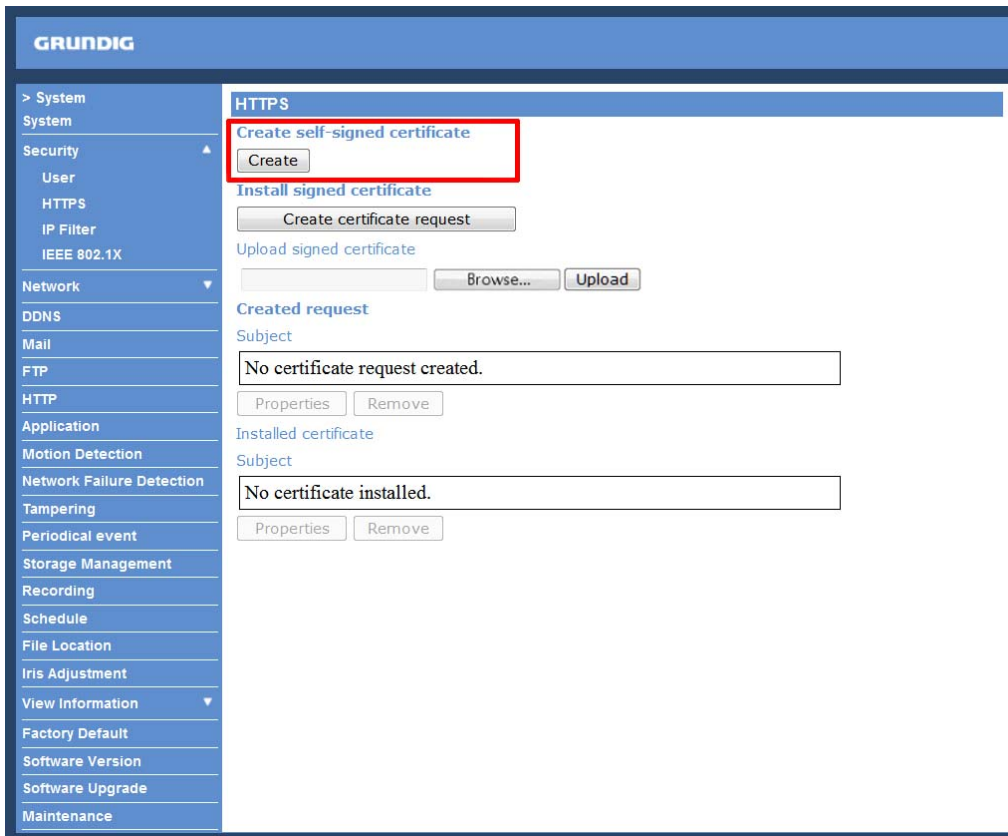 GRUNDIG
> System
System
Security
User
HTTPS
IP Filter
IEEE 802.1X
Network
DDNS
Mail
FTP
HTTP
Application
Motion Detection
Network Failure Detection
Tampering
Periodical event
Storage Management
Recording
Schedule
File Location
Iris Adjustment
View Information
Factory Default
Software Version
Software Upgrade
Maintenance
HTTPS
Create self-signed certificate
Create
Install signed certificate
Create certificate request
Upload signed certificate
Browse... Upload
Created request
Subject
No certificate request created.
Properties Remove
Installed certificate
Subject
No certificate installed.
Properties Remove